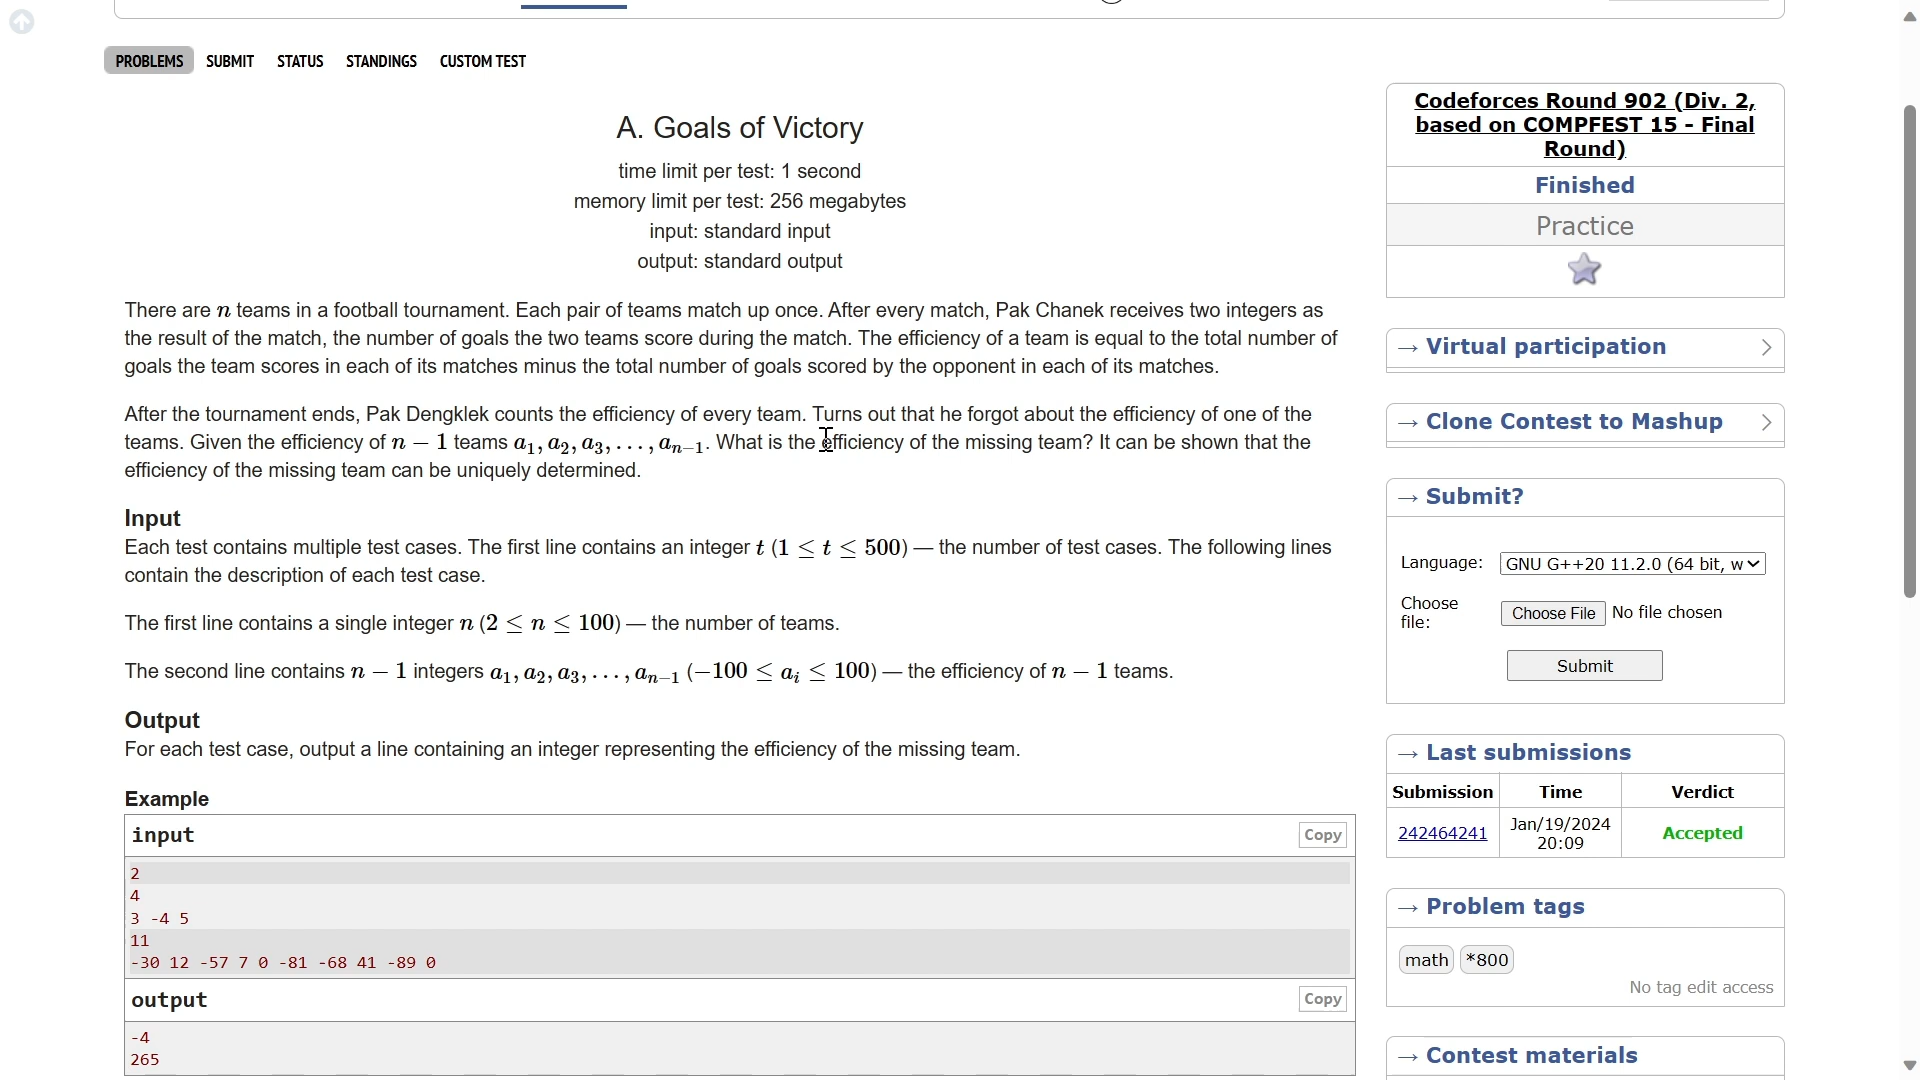 PROBLEMS SUBMIT STATUS STANDINGS CUSTOM TEST
A. Goals of Victory
time limit per test: 1 second
memory limit per test: 256 megabytes
input: standard input
output: standard output
There are n teams in a football tournament. Each pair of teams match up once. After every match, Pak Chanek receives two integers as
the result of the match, the number of goals the two teams score during the match. The efficiency of a team is equal to the total number of
goals the team scores in each of its matches minus the total number of goals scored by the opponent in each of its matches.
After the tournament ends, Pak Dengklek counts the efficiency of every team. Turns out that he forgot about the efficiency of one of the
teams. Given the efficiency of n − 1 teams a₁, a₂, a₃, . . . , aₙ₋₁. What is the efficiency of the missing team? It can be shown that the
efficiency of the missing team can be uniquely determined.
Input
Each test contains multiple test cases. The first line contains an integer t (1 ≤ t ≤ 500) — the number of test cases. The following lines
contain the description of each test case.
The first line contains a single integer n (2 ≤ n ≤ 100) — the number of teams.
The second line contains n − 1 integers a₁, a₂, a₃, . . . , aₙ₋₁ (−100 ≤ aᵢ ≤ 100) — the efficiency of n − 1 teams.
Output
For each test case, output a line containing an integer representing the efficiency of the missing team.
Example
input
Copy
2
4
3 -4 5
11
-30 12 -57 7 0 -81 -68 41 -89 0
output
Copy
-4
265
Codeforces Round 902 (Div. 2,
based on COMPFEST 15 - Final
Round)
Finished
Practice
→ Virtual participation
→ Clone Contest to Mashup
→ Submit?
Language: GNU G++20 11.2.0 (64 bit, w
Choose
file:
Choose File No file chosen
Submit
→ Last submissions
Submission Time Verdict
242464241 Jan/19/2024
20:09
Accepted
→ Problem tags
math *800
No tag edit access
→ Contest materials